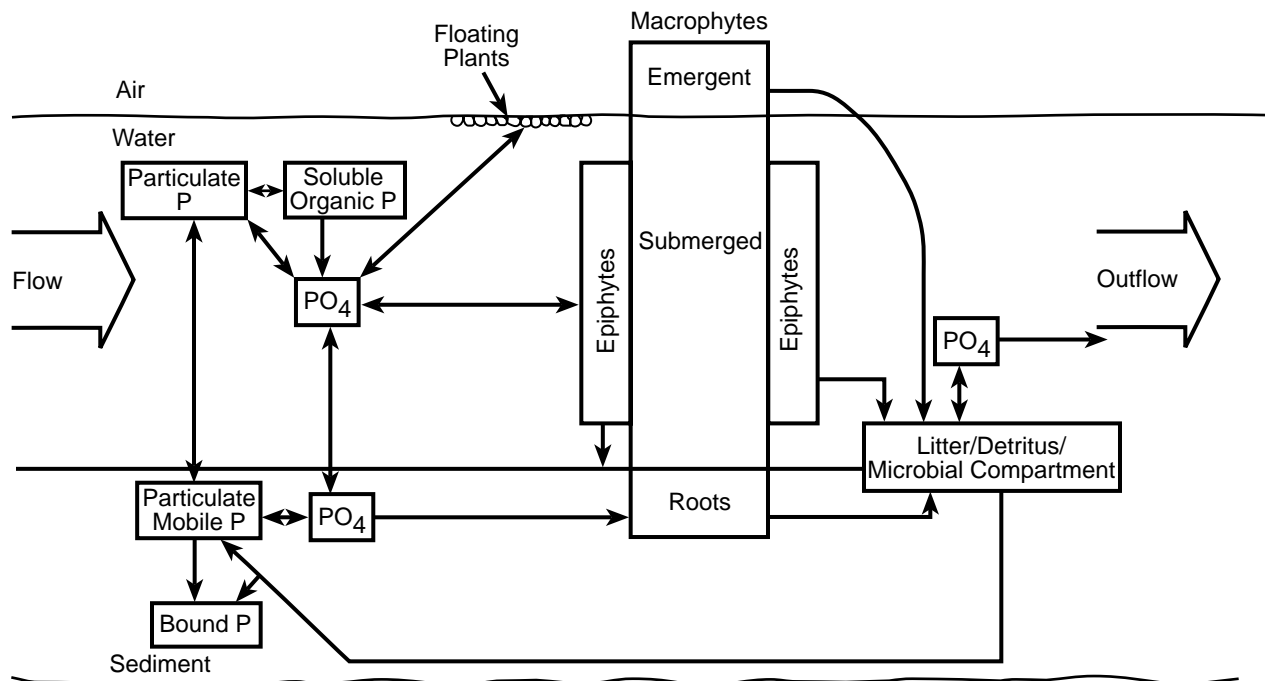 Macrophytes
Floating
Plants
Emergent
Air
Water
Particulate
P
Soluble
Organic P
Submerged
Epiphytes
Epiphytes
Flow
PO4
Outflow
PO4
Litter/Detritus/
Microbial Compartment
Particulate
Mobile P
PO4
Roots
Bound P
Sediment